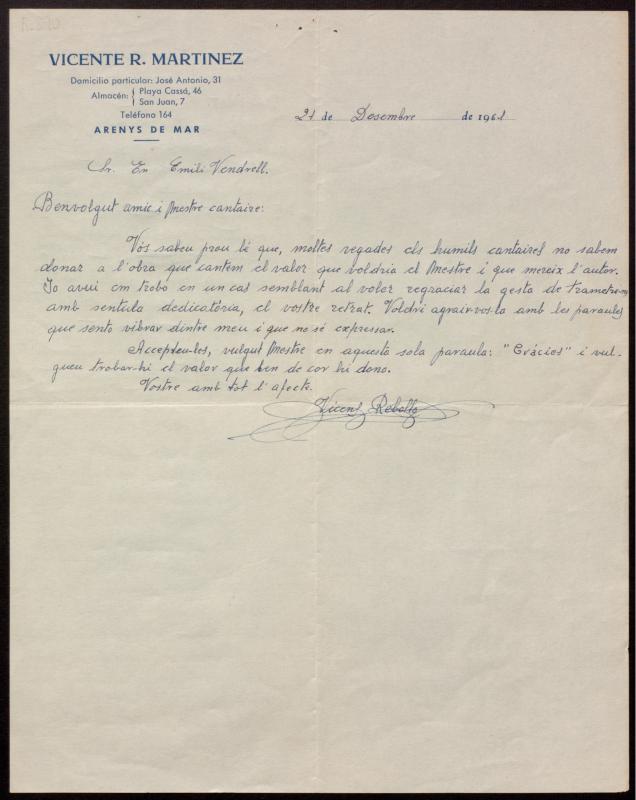 VICENTE R. MARTINEZ
Domicilio particular: José Antonio, 31
Almacén: { Playa Cassá, 46
San Juan, 7
Teléfono 164
ARENYS DE MAR
21 de Desembre de 1961
Sr. En Emili Vendrell.
Benvolgut amic i Mestre cantaire:
Vós sabeu prou bé que, moltes vegades els humils cantaires no sabem
donar a l'obra que cantem el valor que voldria el Mestre i que mereix l'autor.
Jo avui em trobo en un cas semblant al voler regraciar la gesta de trametre-m,
amb sentida dedicatòria, el vostre retrat. Voldria agrair-vos-la amb les paraules
que sento vibrar dintre meu i que no sé expressar.
Accepteu-les, vulgut Mestre en aquesta sola paraula: "Gràcies" i vul-
gueu trobar-hi el valor que ben de cor hi dono.
Vostre amb tot l'afecte.
Vicenç Rebolto